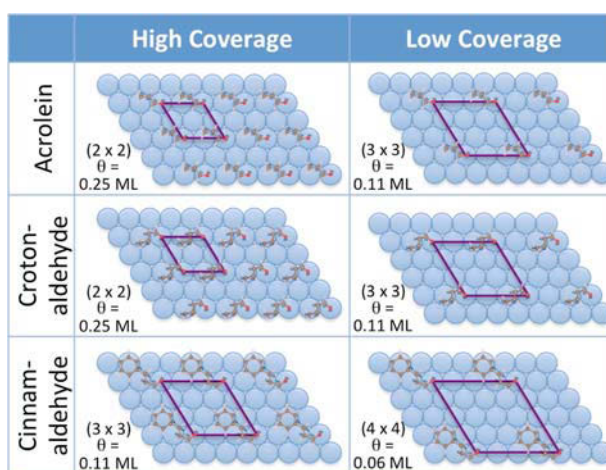 High Coverage
Low Coverage
Acrolein
(2 x 2)
θ =
0.25 ML
(3 x 3)
θ =
0.11 ML
Croton-
aldehyde
(2 x 2)
θ =
0.25 ML
(3 x 3)
θ =
0.11 ML
Cinnam-
aldehyde
(3 x 3)
θ =
0.11 ML
(4 x 4)
θ =
0.06 ML